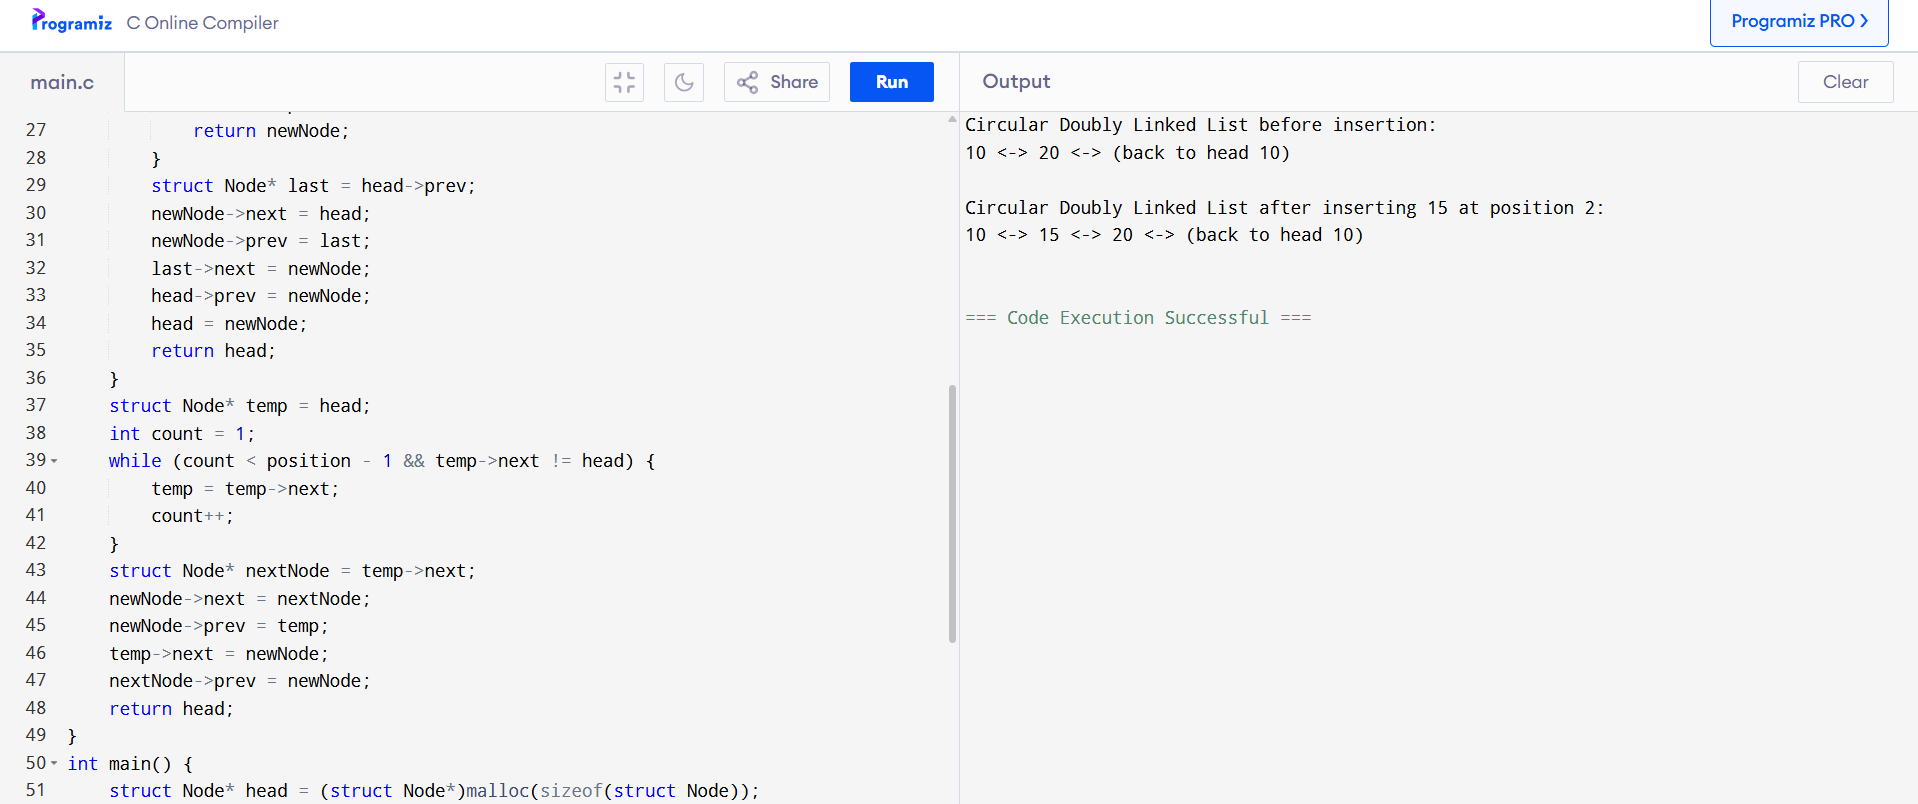 Programiz C Online Compiler
Programiz PRO
main.c
Share
Run
Output
Clear
27 return newNode;
28 }
29 struct Node* last = head->prev;
30 newNode->next = head;
31 newNode->prev = last;
32 last->next = newNode;
33 head->prev = newNode;
34 head = newNode;
35 return head;
36 }
37 struct Node* temp = head;
38 int count = 1;
39 while (count < position - 1 && temp->next != head) {
40 temp = temp->next;
41 count++;
42 }
43 struct Node* nextNode = temp->next;
44 newNode->next = nextNode;
45 newNode->prev = temp;
46 temp->next = newNode;
47 nextNode->prev = newNode;
48 return head;
49 }
50 int main() {
51 struct Node* head = (struct Node*)malloc(sizeof(struct Node));
Circular Doubly Linked List before insertion:
10 <-> 20 <-> (back to head 10)
Circular Doubly Linked List after inserting 15 at position 2:
10 <-> 15 <-> 20 <-> (back to head 10)
=== Code Execution Successful ===